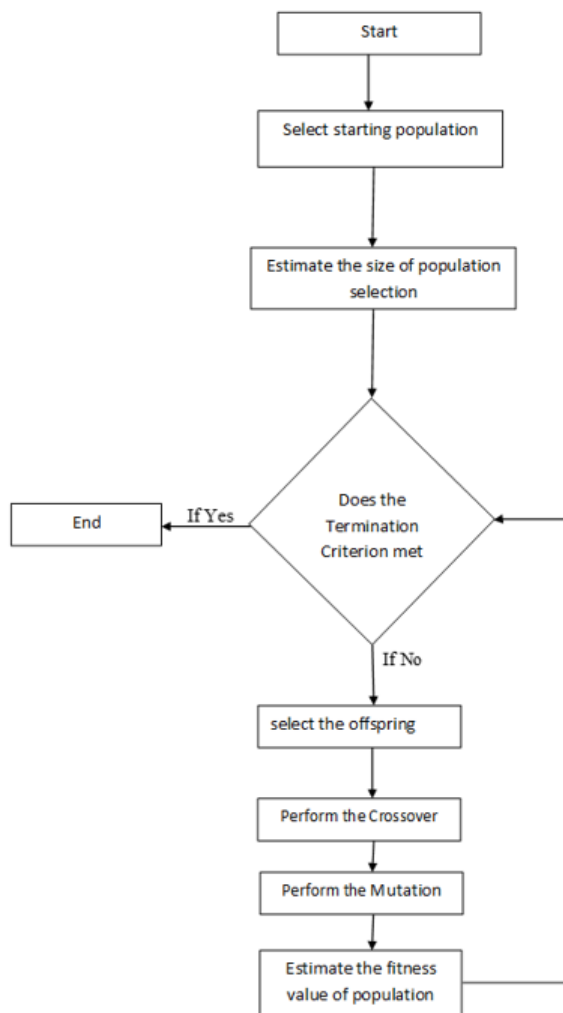 Start
Select starting population
Estimate the size of population
selection
Does the
Termination
Criterion met
If Yes
End
If No
select the offspring
Perform the Crossover
Perform the Mutation
Estimate the fitness
value of population